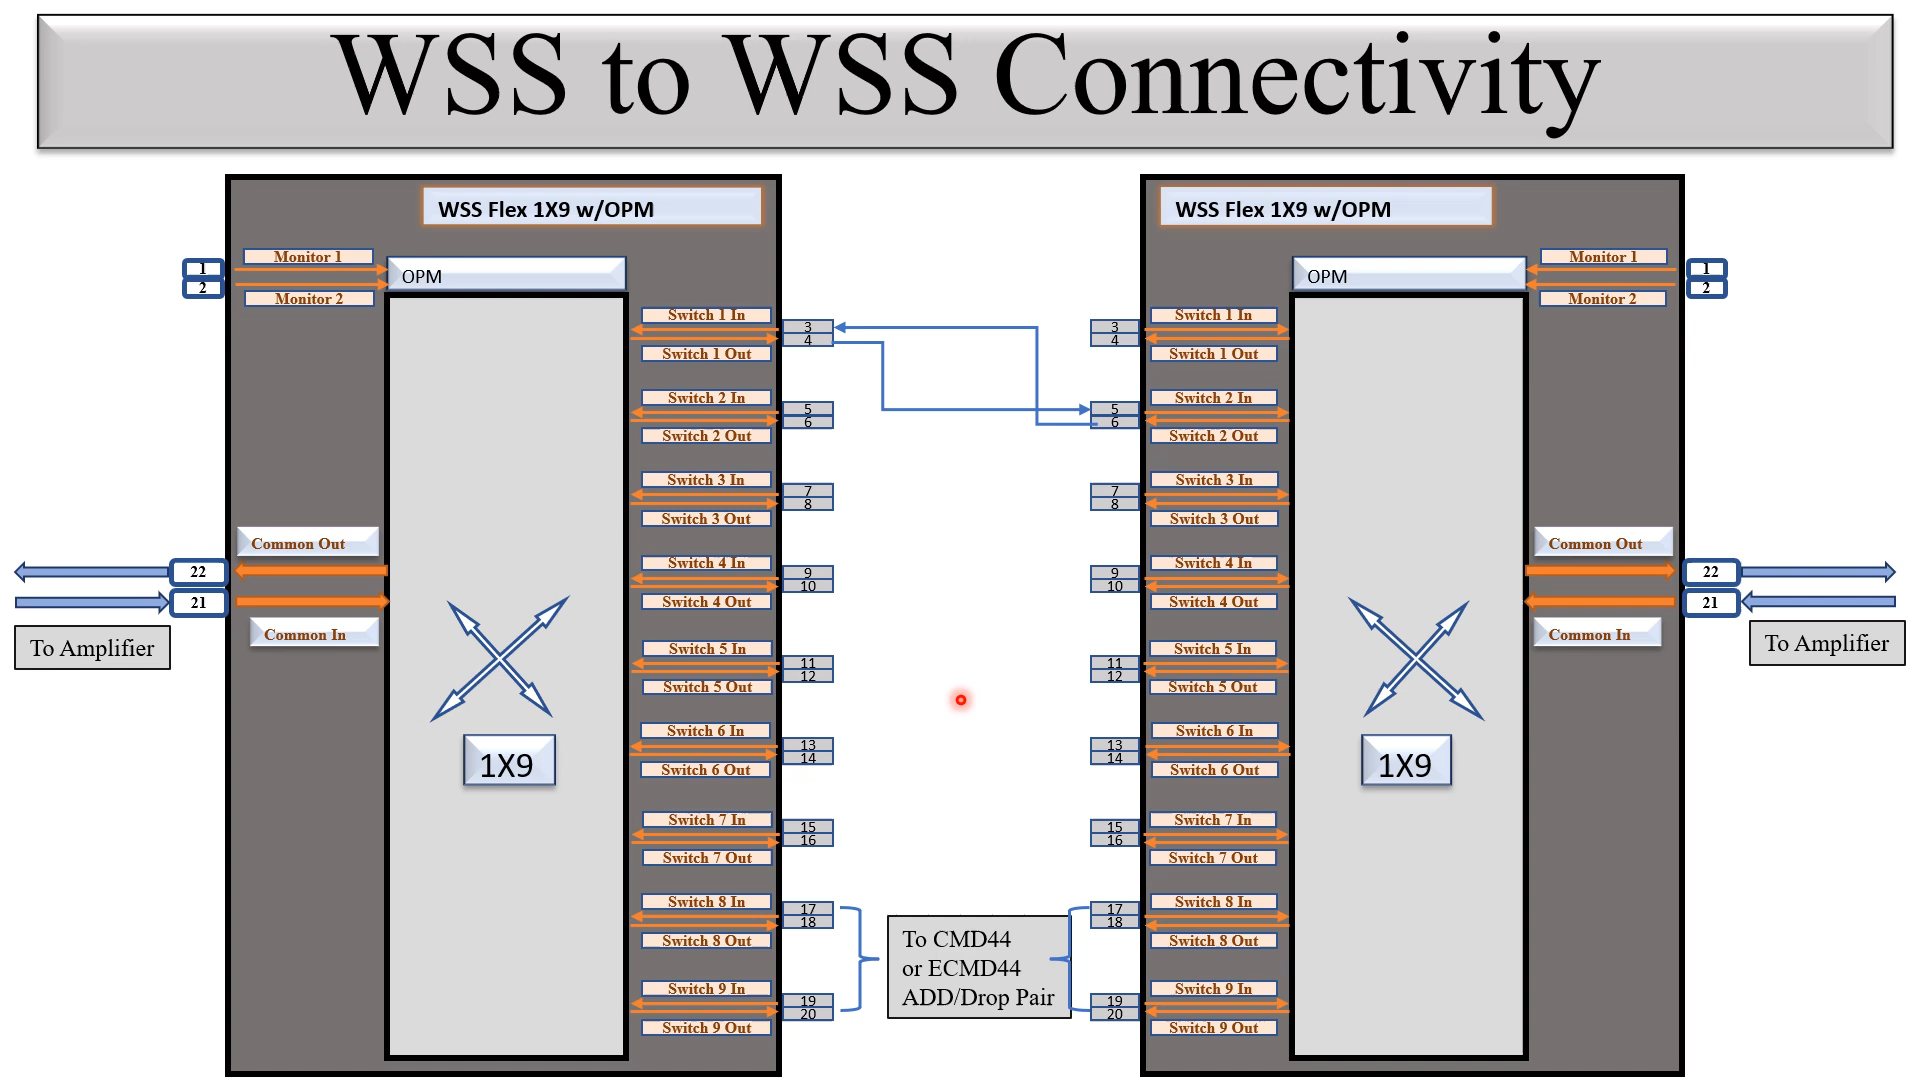 WSS to WSS Connectivity
WSS Flex 1X9 w/OPM
Monitor 1
1
2
Monitor 2
OPM
Switch 1 In
3
4
Switch 1 Out
Switch 2 In
5
6
Switch 2 Out
Switch 3 In
7
8
Switch 3 Out
Common Out
22
21
Common In
To Amplifier
Switch 4 In
9
10
Switch 4 Out
Switch 5 In
11
12
Switch 5 Out
Switch 6 In
13
14
Switch 6 Out
1X9
Switch 7 In
15
16
Switch 7 Out
Switch 8 In
17
18
Switch 8 Out
Switch 9 In
19
20
Switch 9 Out
To CMD44
or ECMD44
ADD/Drop Pair
WSS Flex 1X9 w/OPM
OPM
Monitor 1
1
2
Monitor 2
Switch 1 In
3
4
Switch 1 Out
Switch 2 In
5
6
Switch 2 Out
Switch 3 In
7
8
Switch 3 Out
Switch 4 In
9
10
Switch 4 Out
Switch 5 In
11
12
Switch 5 Out
Switch 6 In
13
14
Switch 6 Out
1X9
Switch 7 In
15
16
Switch 7 Out
Switch 8 In
17
18
Switch 8 Out
Switch 9 In
19
20
Switch 9 Out
Common Out
22
21
Common In
To Amplifier